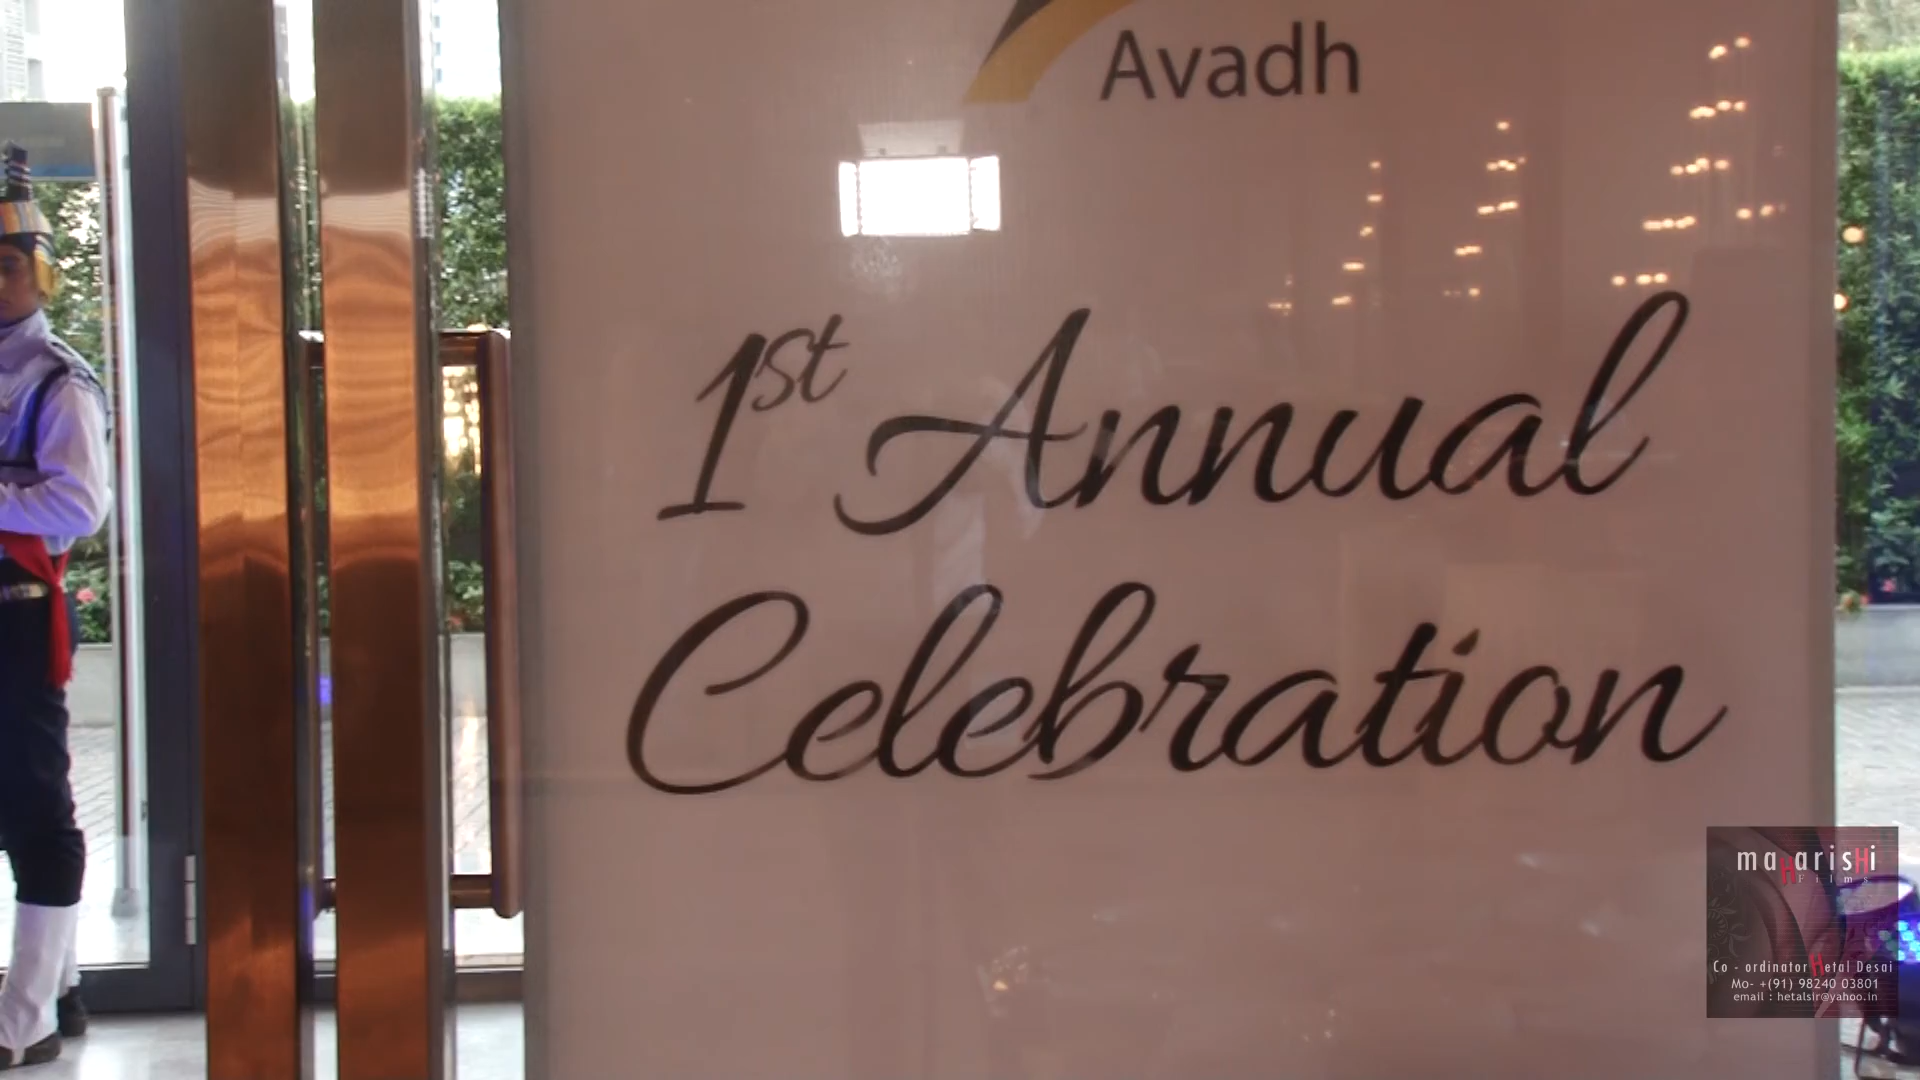 Avadh
1st Annual
Celebration
maHarisHi
Films
Co - ordinator Hetal Desai
Mo- +(91) 98240 03801
email : hetalsir@yahoo.in